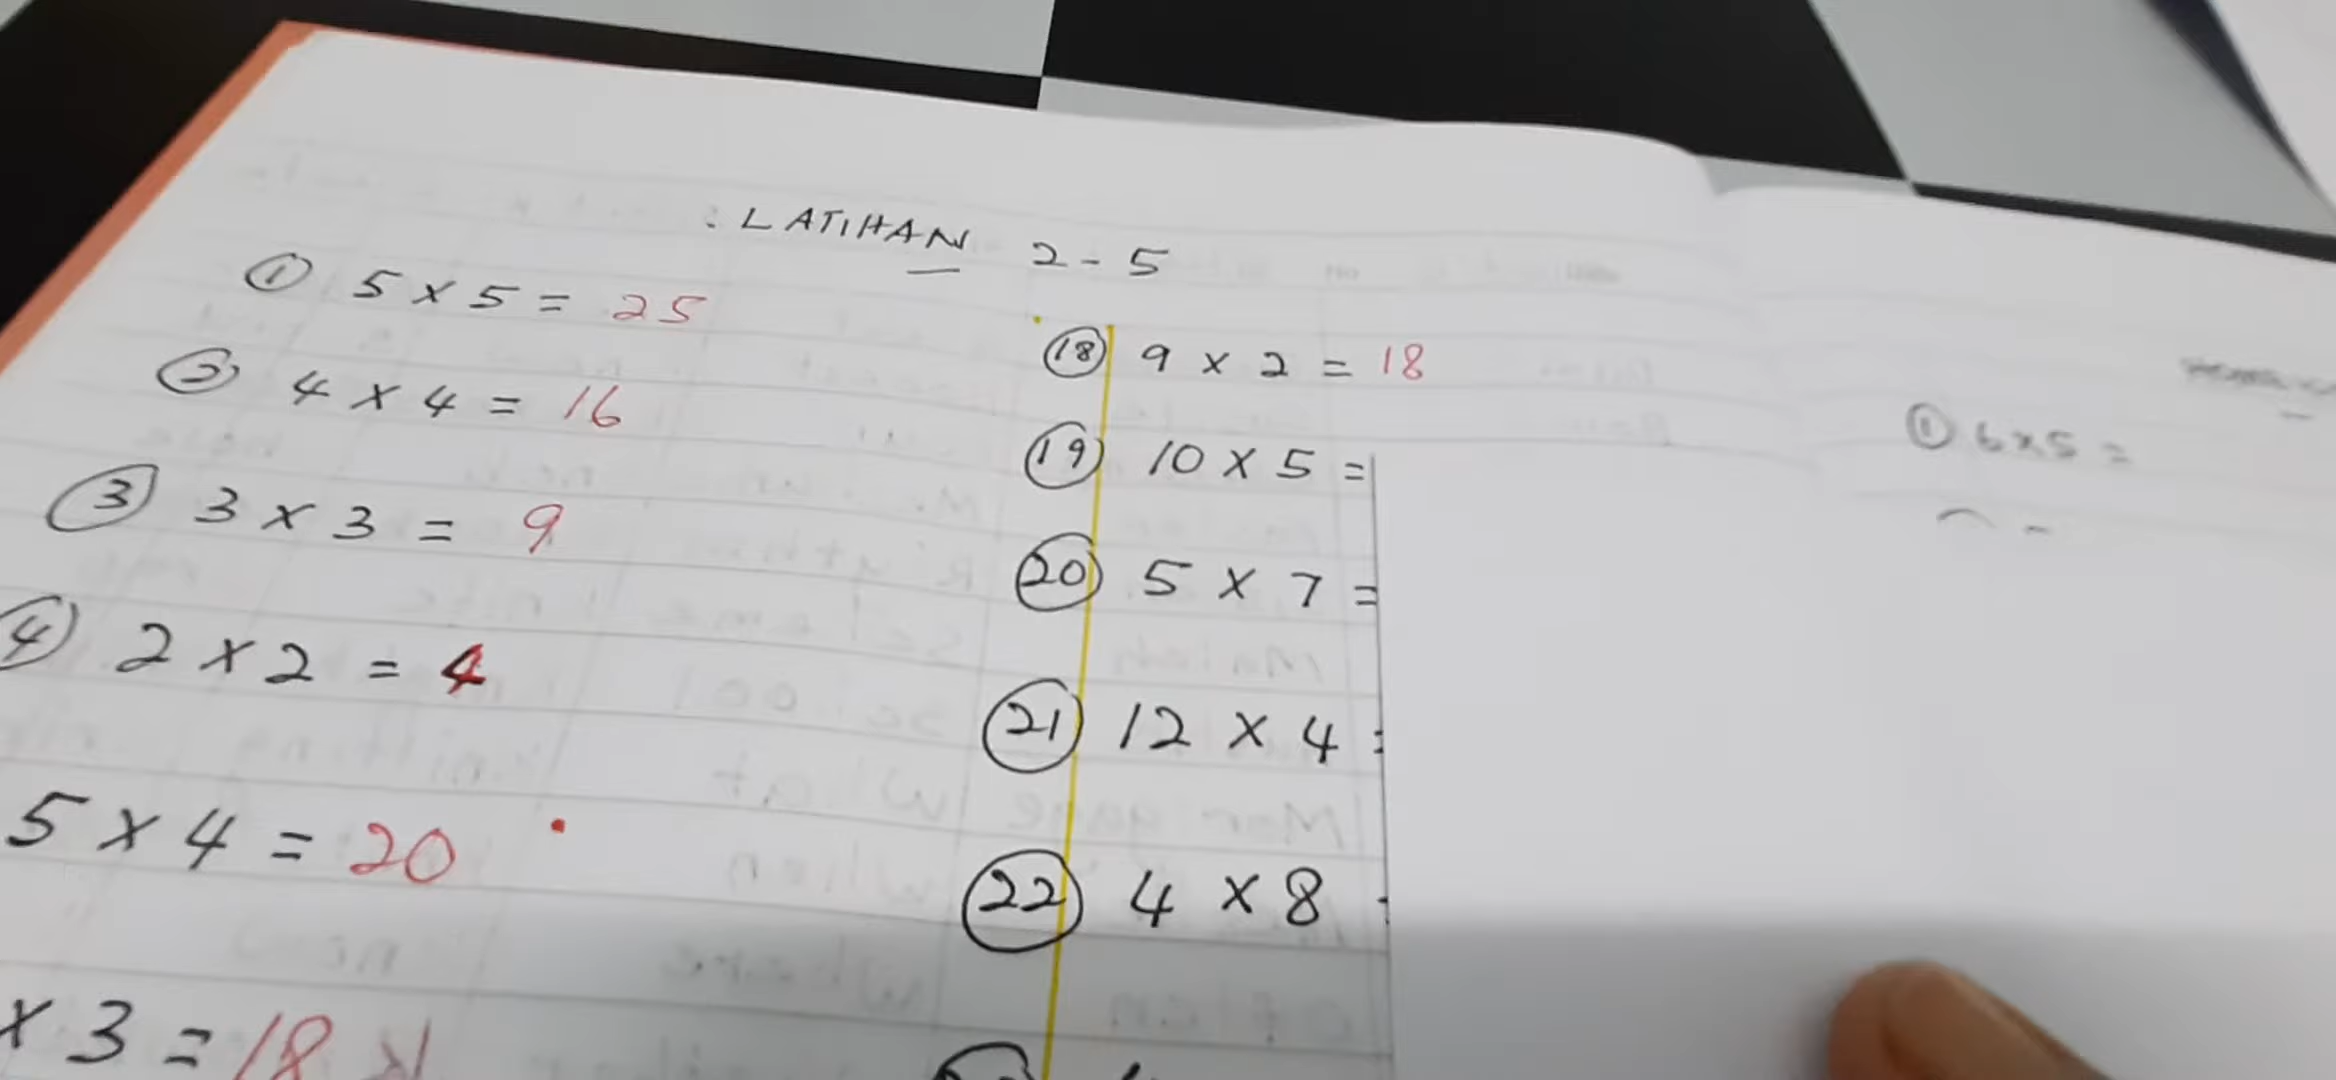 : LATIHAN 2 - 5
① 5 × 5 = 25
② 4 × 4 = 16
③ 3 × 3 = 9
④ 2 × 2 = 4
5 × 4 = 20
× 3 = 18
⑱ 9 × 2 = 18
⑲ 10 × 5 =
⑳ 5 × 7 =
㉑ 12 × 4
㉒ 4 × 8
① 6 × 5 =